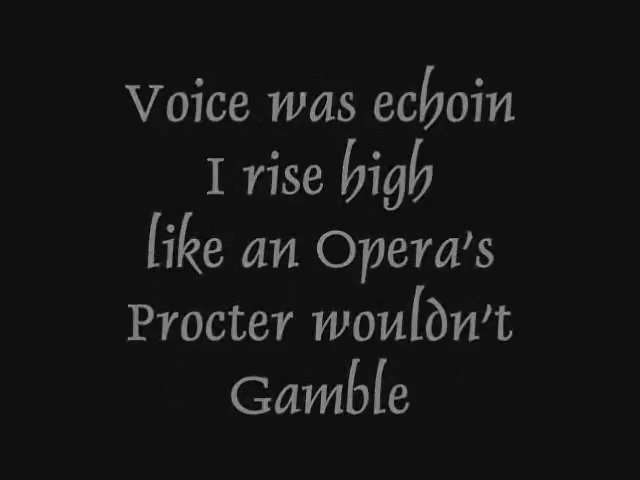 Voice was echoin
I rise high
like an Opera's
Procter wouldn't
Gamble